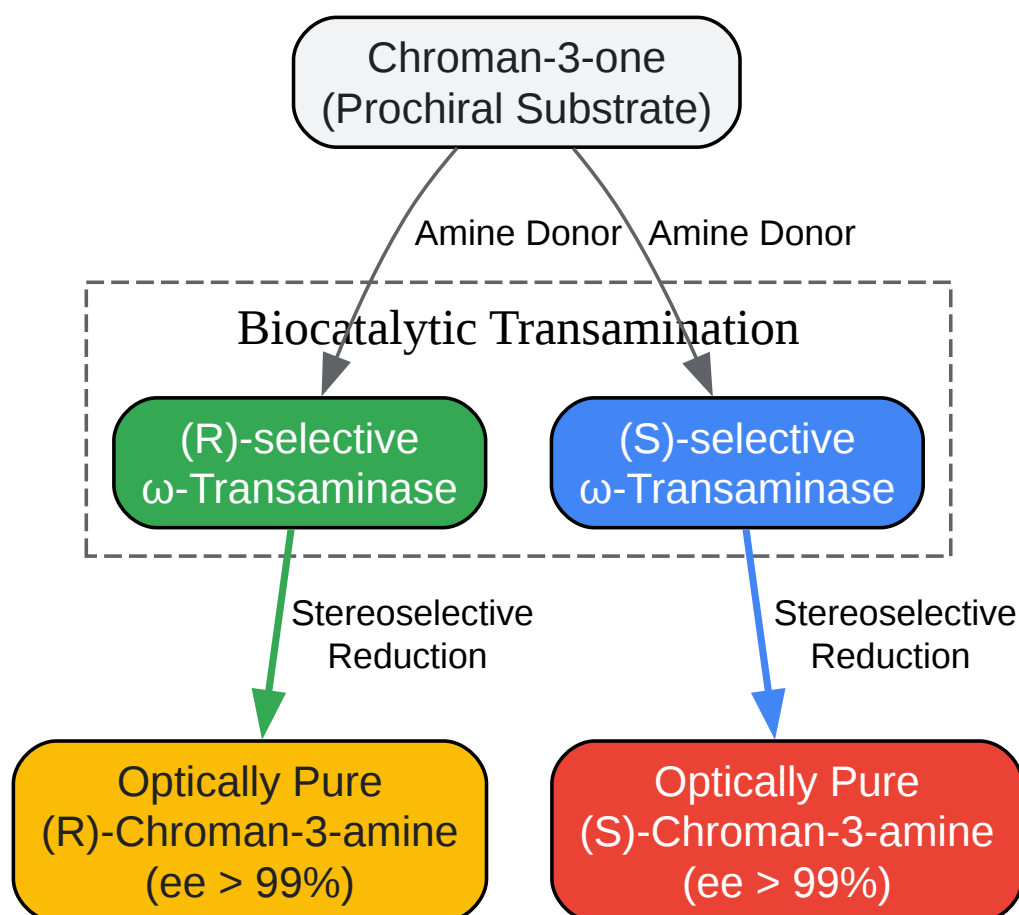 Chroman-3-one
(Prochiral Substrate)
Amine Donor
Amine Donor
Biocatalytic Transamination
(R)-selective
ω-Transaminase
(S)-selective
ω-Transaminase
Stereoselective
Reduction
Stereoselective
Reduction
Optically Pure
(R)-Chroman-3-amine
(ee > 99%)
Optically Pure
(S)-Chroman-3-amine
(ee > 99%)